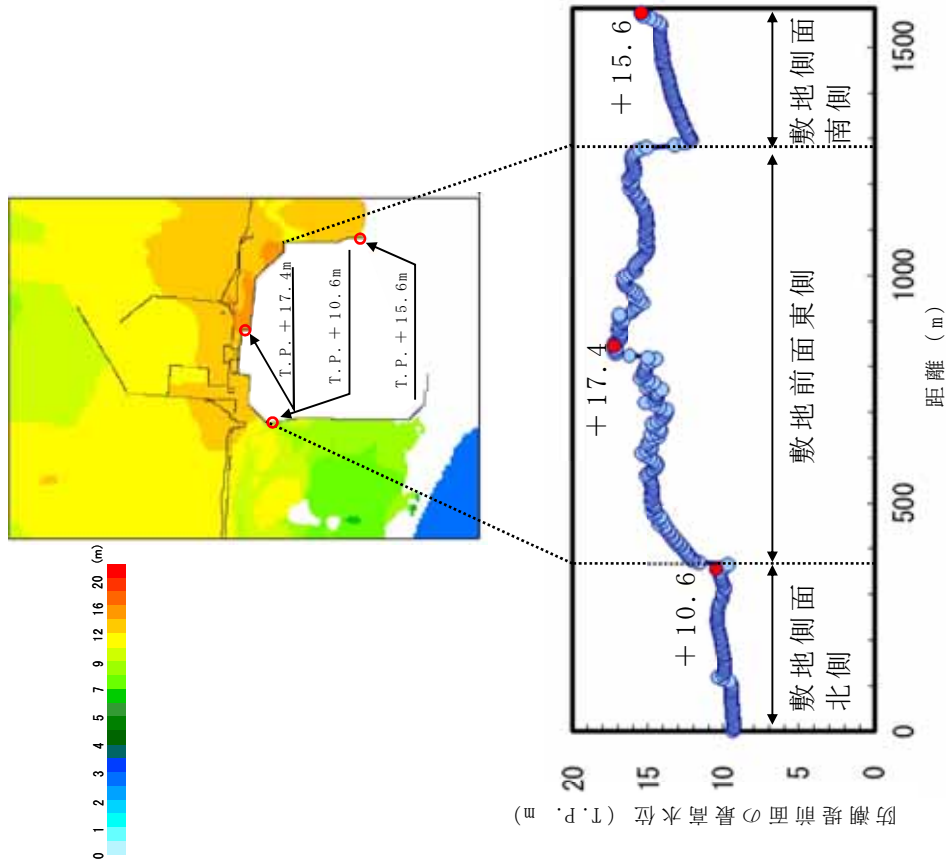 (m)
0 1 2 3 4 5 7 9 12 16 20
T.P.+17.4m
T.P.+10.6m
T.P.+15.6m
防潮堤前面の最高水位(T.P. m)
20
15
10
5
0
+10.6
+17.4
+15.6
敷地側面
北側
敷地前面東側
敷地側面
南側
0 500 1000 1500
距離(m)